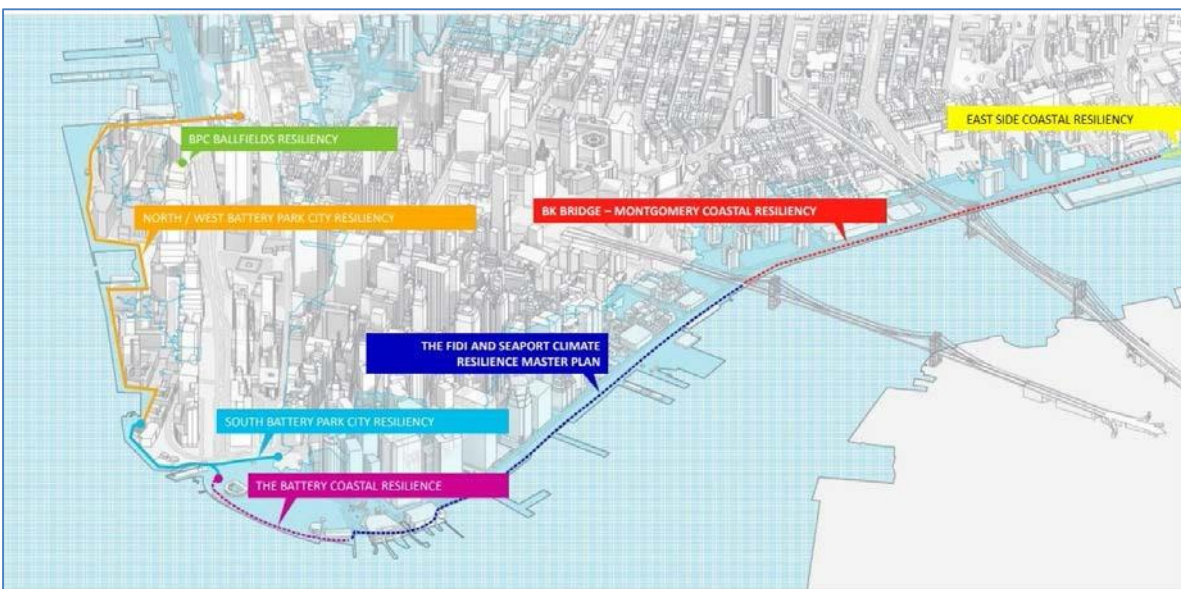 EAST SIDE COASTAL RESILIENCY
BPC BALLFIELDS RESILIENCY
NORTH / WEST BATTERY PARK CITY RESILIENCY
BK BRIDGE – MONTGOMERY COASTAL RESILIENCY
THE FIDI AND SEAPORT CLIMATE
RESILIENCE MASTER PLAN
SOUTH BATTERY PARK CITY RESILIENCY
THE BATTERY COASTAL RESILIENCE